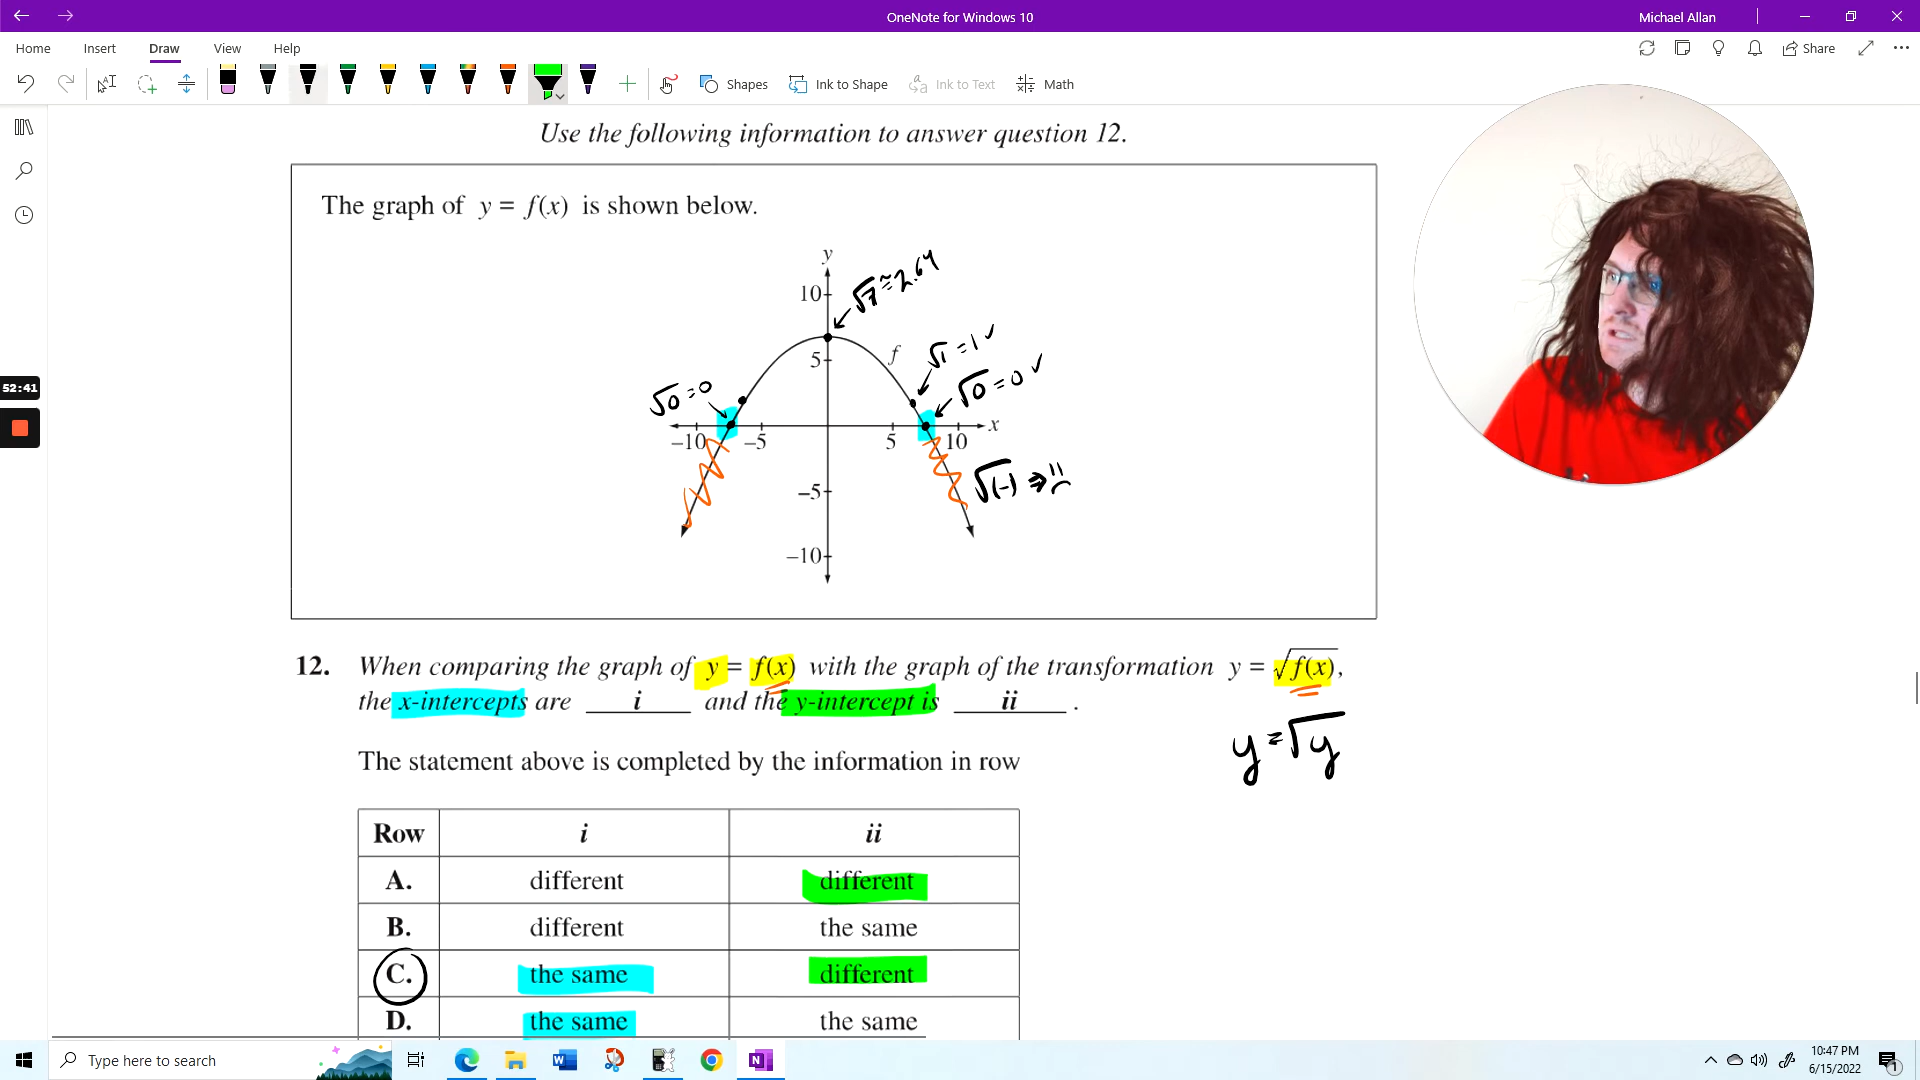 OneNote for Windows 10
Michael Allan
Home Insert Draw View Help
Share
Shapes Ink to Shape Ink to Text Math
Use the following information to answer question 12.
The graph of y = f(x) is shown below.
y
10
√7 ≈ 2.64
5
f
√1 = 1 ✓
√0 = 0
√0 = 0 ✓
x
–10 –5 5 10
–5
√(-) ⇒
–10
12. When comparing the graph of y = f(x) with the graph of the transformation y = √f(x),
the x-intercepts are i and the y-intercept is ii .
y = √y
The statement above is completed by the information in row
Row i ii
A. different different
B. different the same
C. the same different
D. the same the same
52:41
Type here to search
10:47 PM
6/15/2022
1